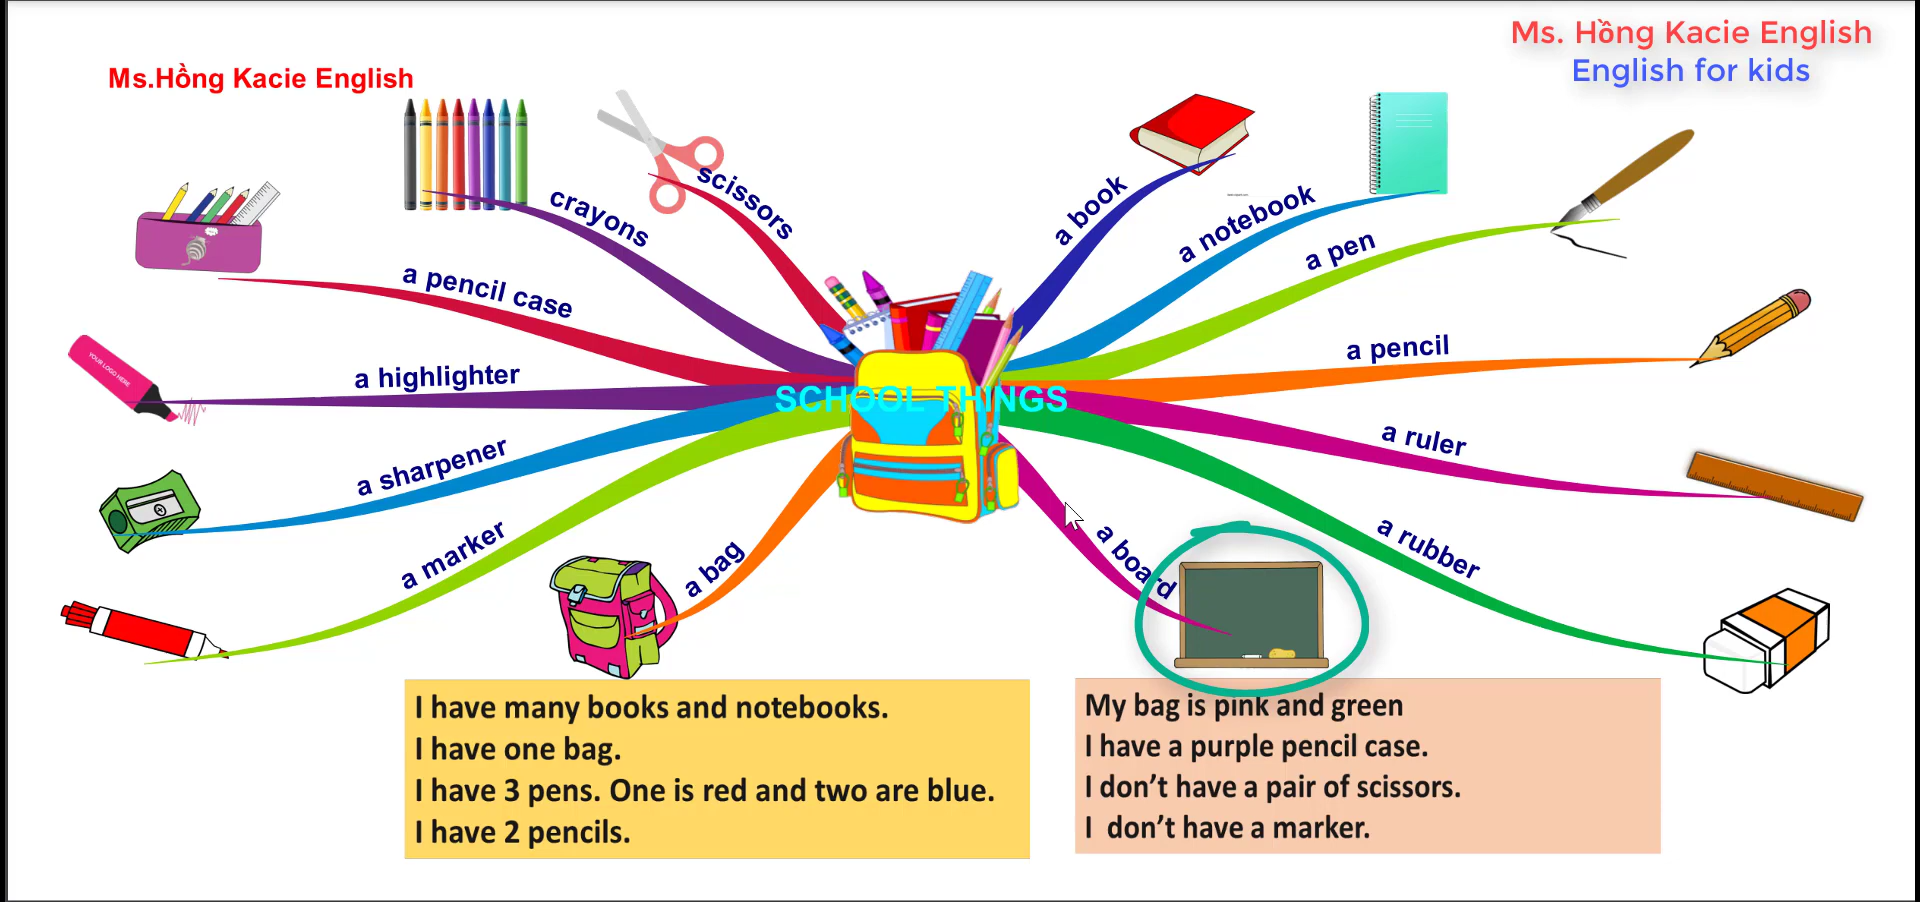 Ms. Hồng Kacie English
English for kids
Ms.Hồng Kacie English
scissors
crayons
a pencil case
a highlighter
YOUR LOGO HERE
a sharpener
a marker
a bag
SCHOOL THINGS
a book
a notebook
a pen
a pencil
a ruler
a rubber
a board
I have many books and notebooks.
I have one bag.
I have 3 pens. One is red and two are blue.
I have 2 pencils.
My bag is pink and green
I have a purple pencil case.
I don’t have a pair of scissors.
I  don’t have a marker.